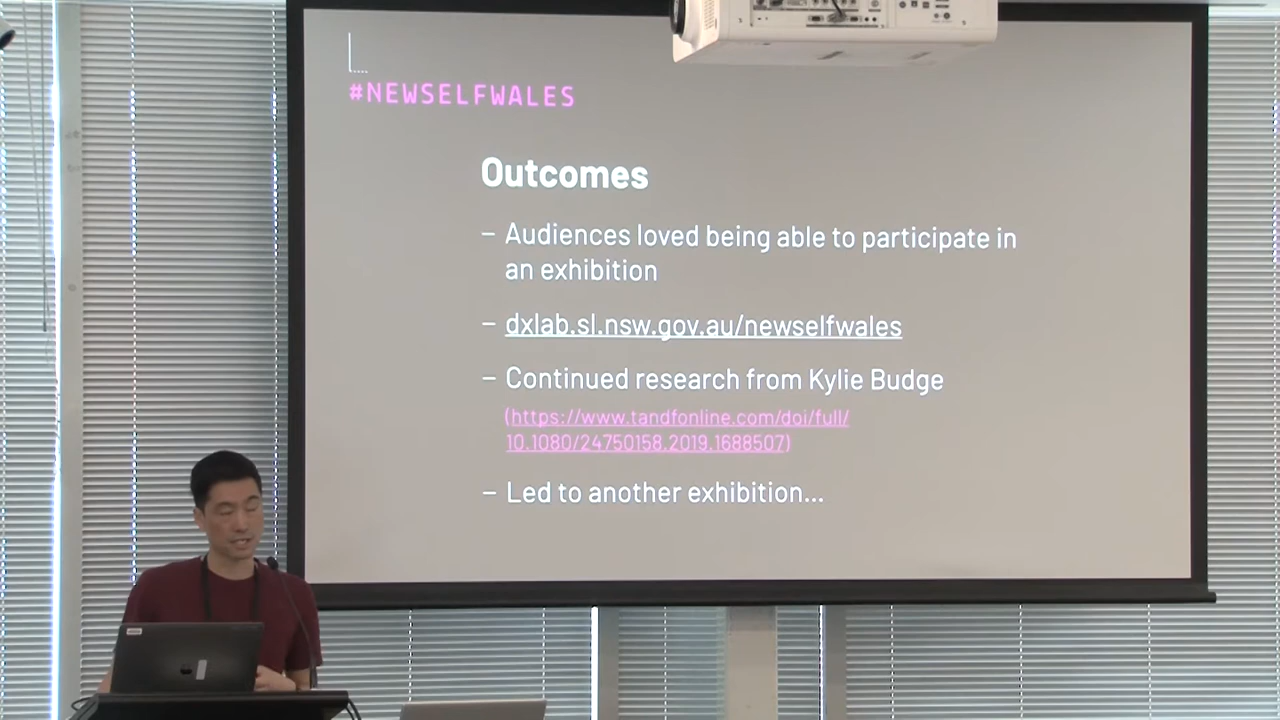 #NEWSELFWALES
Outcomes
– Audiences loved being able to participate in
an exhibition
– dxlab.sl.nsw.gov.au/newselfwales
– Continued research from Kylie Budge
(https://www.tandfonline.com/doi/full/
10.1080/24750158.2019.1688507)
– Led to another exhibition...